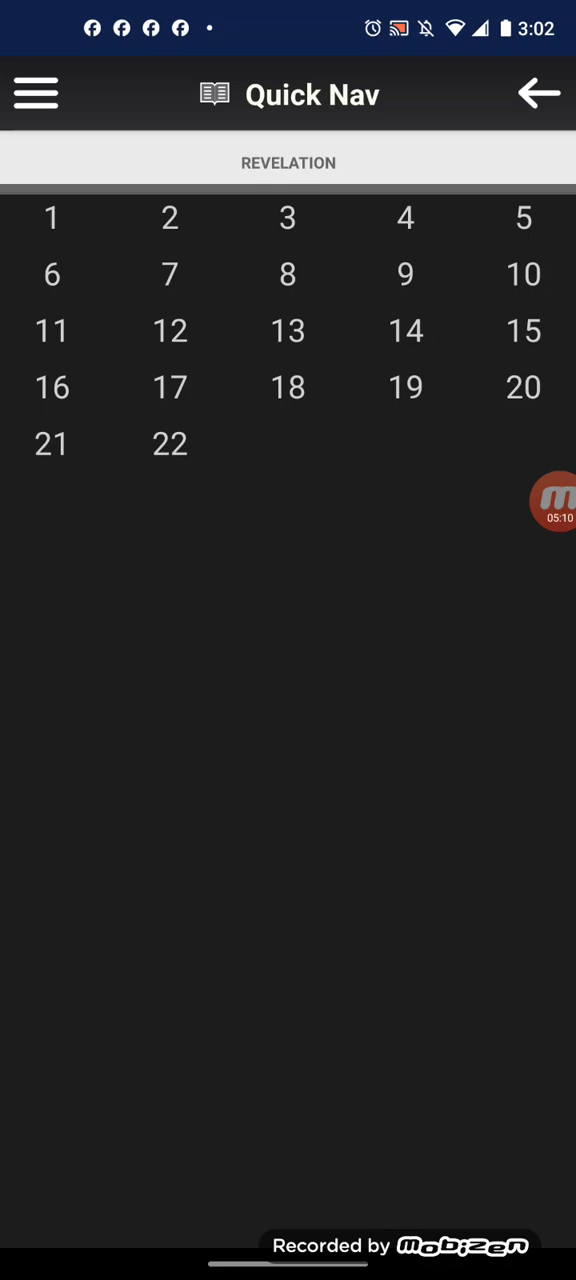 3:02
Quick Nav
REVELATION
1 2 3 4 5
6 7 8 9 10
11 12 13 14 15
16 17 18 19 20
21 22
m
05:10
Recorded by mobizen